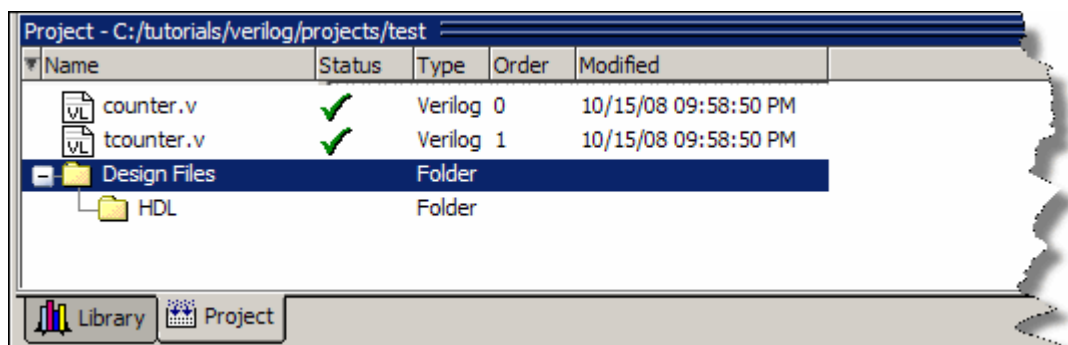 Project - C:/tutorials/verilog/projects/test
Name Status Type Order Modified
VL counter.v Verilog 0 10/15/08 09:58:50 PM
VL tcounter.v Verilog 1 10/15/08 09:58:50 PM
Design Files Folder
HDL Folder
Library Project